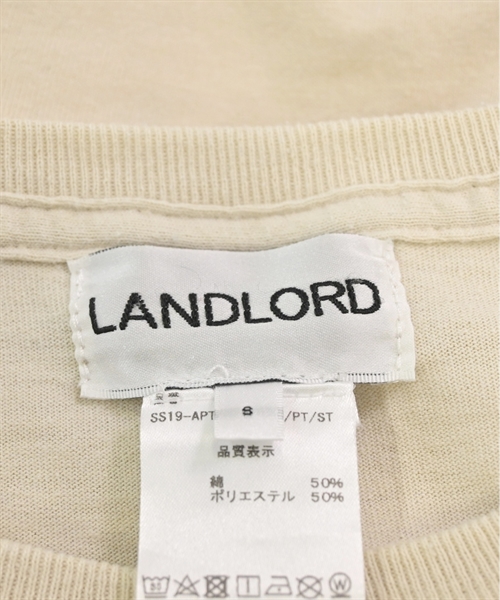 LANDLORD
S
SS19-APT /PT/ST
品質表示
綿 50%
ポリエステル 50%